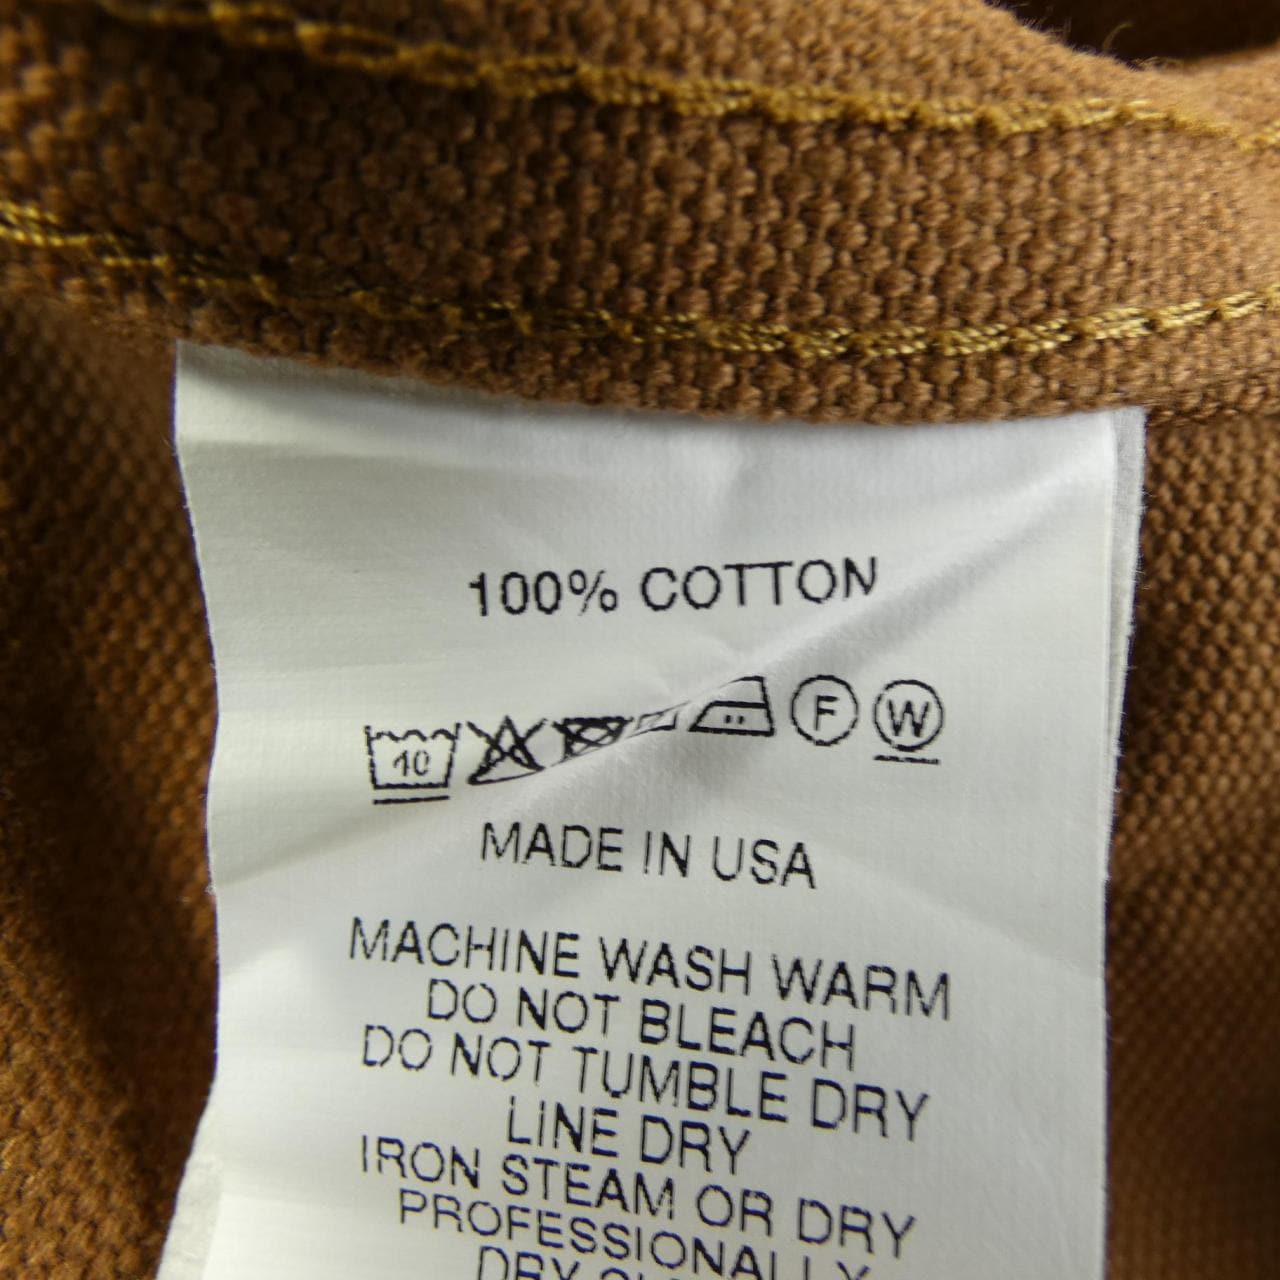 100% COTTON
10 F W
MADE IN USA
MACHINE WASH WARM
DO NOT BLEACH
DO NOT TUMBLE DRY
LINE DRY
IRON STEAM OR DRY
PROFESSIONALLY
DRY